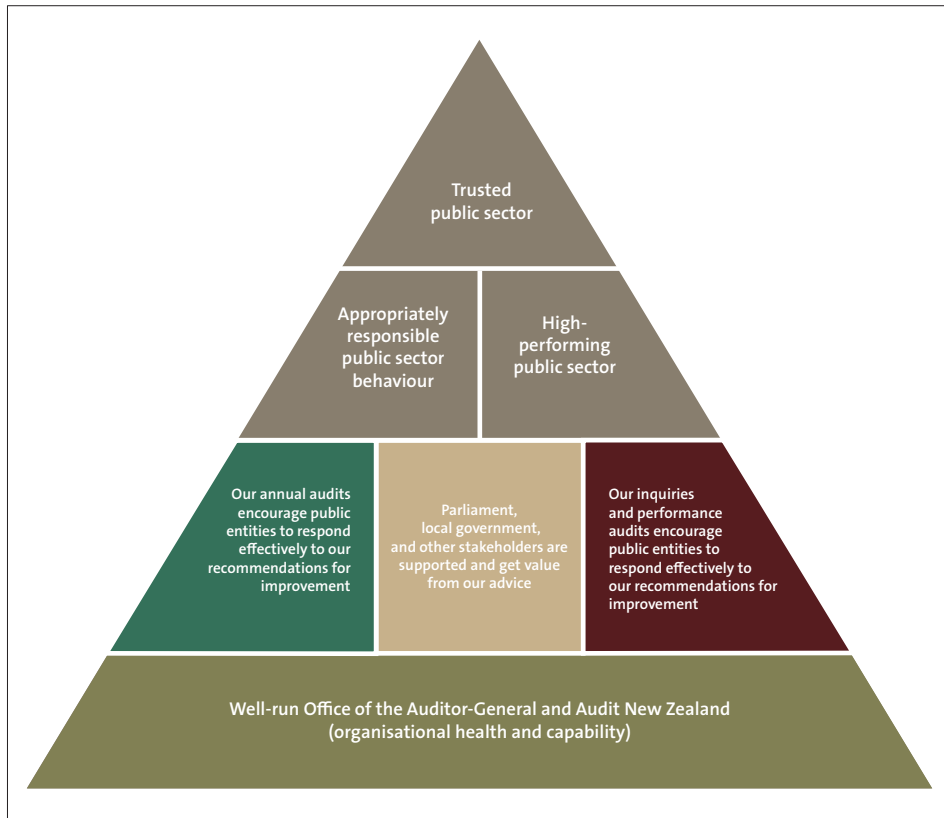 Trusted
public sector
Appropriately
responsible
public sector
behaviour
High-
performing
public sector
Our annual audits
encourage public
entities to respond
effectively to our
recommendations for
improvement
Parliament,
local government,
and other stakeholders are
supported and get value
from our advice
Our inquiries
and performance
audits encourage
public entities to
respond effectively to
our recommendations for
improvement
Well-run Office of the Auditor-General and Audit New Zealand
(organisational health and capability)